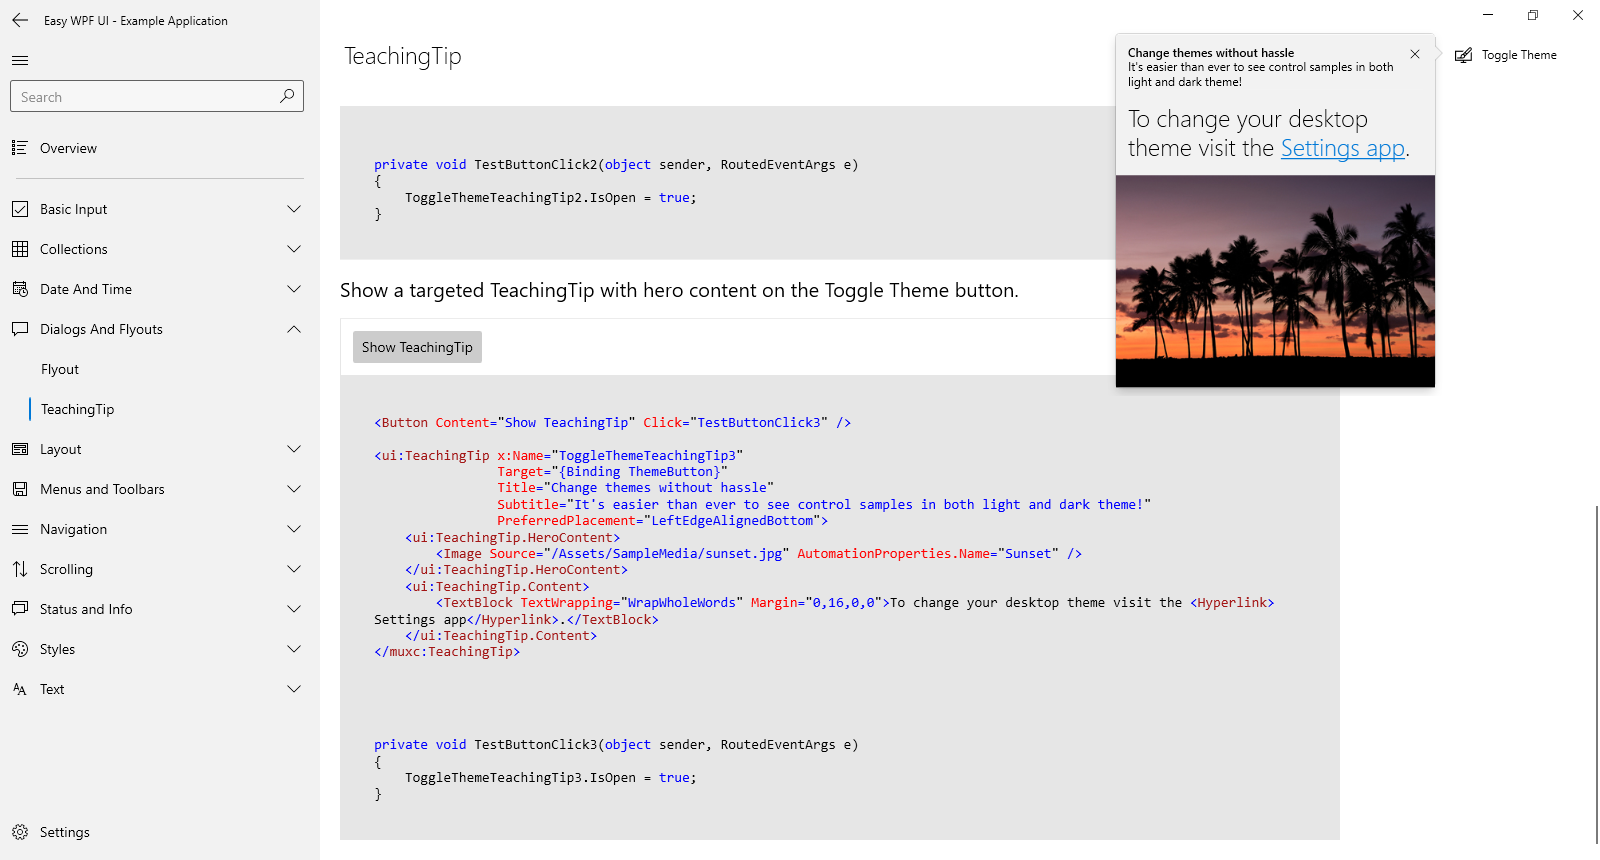 Easy WPF UI - Example Application
Search
Overview
Basic Input
Collections
Date And Time
Dialogs And Flyouts
Flyout
TeachingTip
Layout
Menus and Toolbars
Navigation
Scrolling
Status and Info
Styles
Text
Settings
TeachingTip
Toggle Theme
Change themes without hassle
It's easier than ever to see control samples in both
light and dark theme!
To change your desktop
theme visit the Settings app.
private void TestButtonClick2(object sender, RoutedEventArgs e)
{
    ToggleThemeTeachingTip2.IsOpen = true;
}
Show a targeted TeachingTip with hero content on the Toggle Theme button.
Show TeachingTip
<Button Content="Show TeachingTip" Click="TestButtonClick3" />
<ui:TeachingTip x:Name="ToggleThemeTeachingTip3"
                Target="{Binding ThemeButton}"
                Title="Change themes without hassle"
                Subtitle="It's easier than ever to see control samples in both light and dark theme!"
                PreferredPlacement="LeftEdgeAlignedBottom">
    <ui:TeachingTip.HeroContent>
        <Image Source="/Assets/SampleMedia/sunset.jpg" AutomationProperties.Name="Sunset" />
    </ui:TeachingTip.HeroContent>
    <ui:TeachingTip.Content>
        <TextBlock TextWrapping="WrapWholeWords" Margin="0,16,0,0">To change your desktop theme visit the <Hyperlink>
Settings app</Hyperlink>.</TextBlock>
    </ui:TeachingTip.Content>
</muxc:TeachingTip>
private void TestButtonClick3(object sender, RoutedEventArgs e)
{
    ToggleThemeTeachingTip3.IsOpen = true;
}